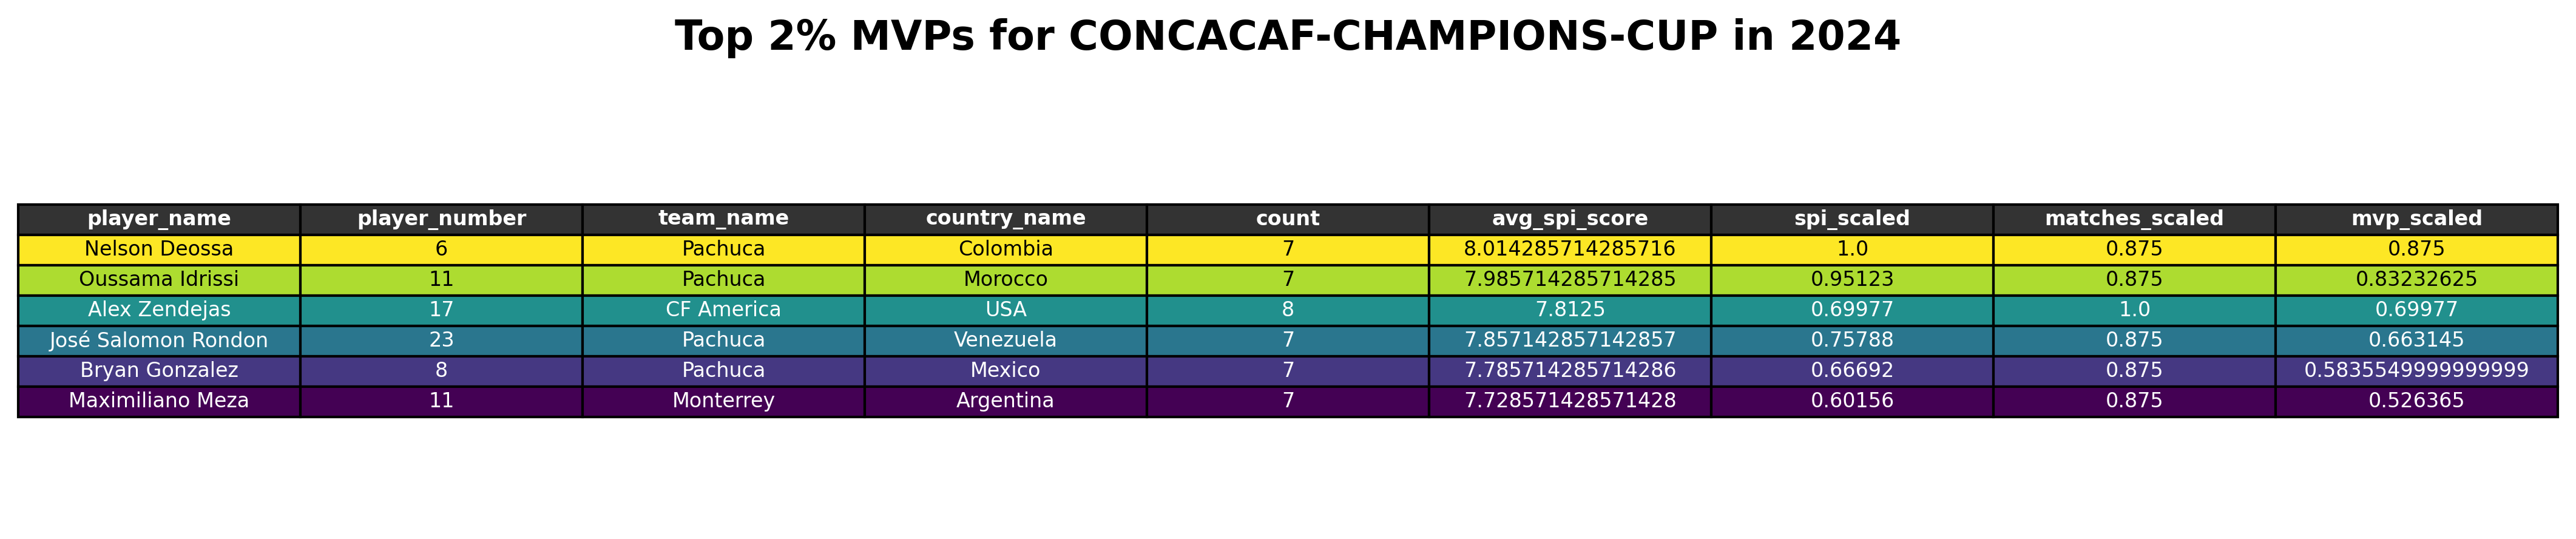 Top 2% MVPs for CONCACAF-CHAMPIONS-CUP in 2024
player_name player_number team_name country_name count avg_spi_score spi_scaled matches_scaled mvp_scaled
Nelson Deossa 6 Pachuca Colombia 7 8.014285714285716 1.0 0.875 0.875
Oussama Idrissi 11 Pachuca Morocco 7 7.985714285714285 0.95123 0.875 0.83232625
Alex Zendejas 17 CF America USA 8 7.8125 0.69977 1.0 0.69977
José Salomon Rondon 23 Pachuca Venezuela 7 7.857142857142857 0.75788 0.875 0.663145
Bryan Gonzalez 8 Pachuca Mexico 7 7.785714285714286 0.66692 0.875 0.5835549999999999
Maximiliano Meza 11 Monterrey Argentina 7 7.728571428571428 0.60156 0.875 0.526365